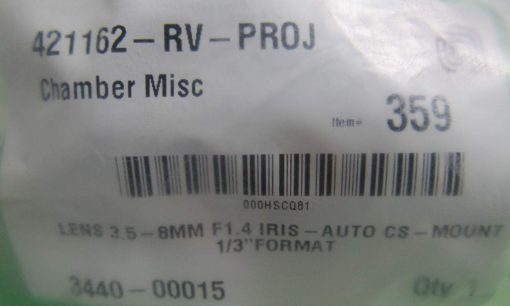 421162-RV-PROJ
Chamber Misc
Item# 359
000HSCQ81
LENS 3.5-8MM F1.4 IRIS-AUTO CS-MOUNT
1/3"FORMAT
3440-00015 Qty 1